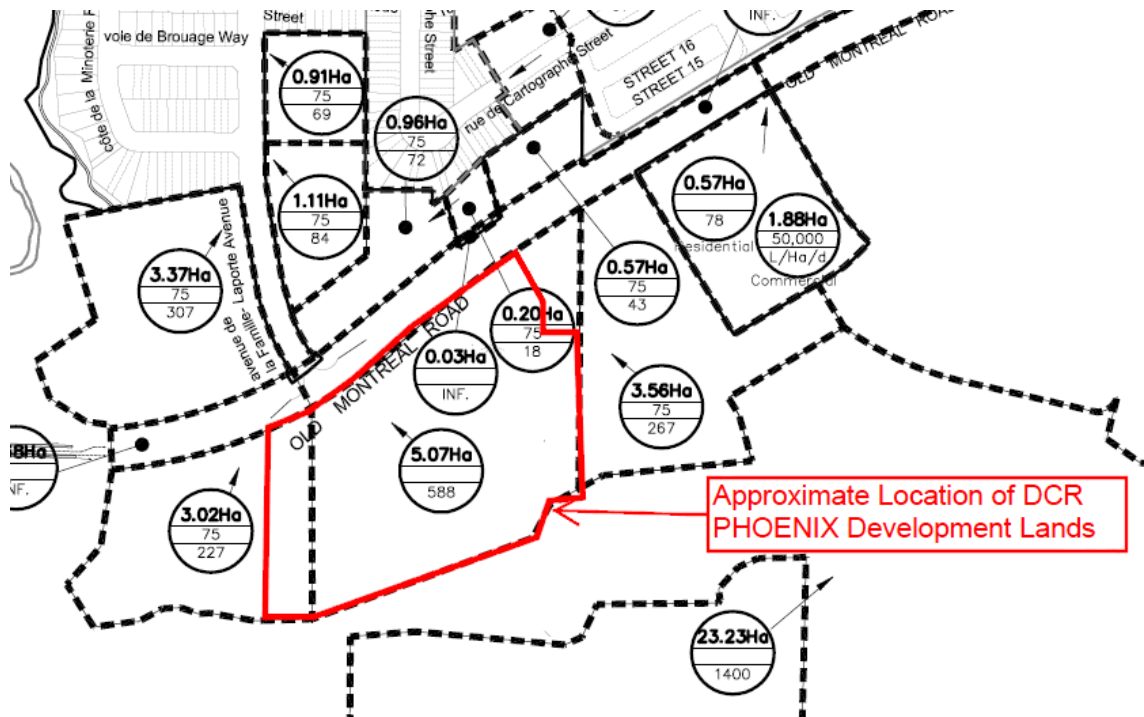 Street
INF.
voie de Brouage Way
côte de la Minoterie
Street
0.91Ha
75
69
0.96Ha
75
72
rue de Cartographe Street
STREET 16
STREET 15
OLD MONTREAL ROAD
1.11Ha
75
84
0.57Ha
78
Residential
1.88Ha
50,000
L/Ha/d
Commercial
3.37Ha
75
307
avenue de
la Famille-Laporte Avenue
0.57Ha
75
43
0.20Ha
75
18
0.03Ha
INF.
OLD MONTREAL ROAD
3.56Ha
75
267
5.07Ha
588
3.02Ha
75
227
Approximate Location of DCR
PHOENIX Development Lands
23.23Ha
1400